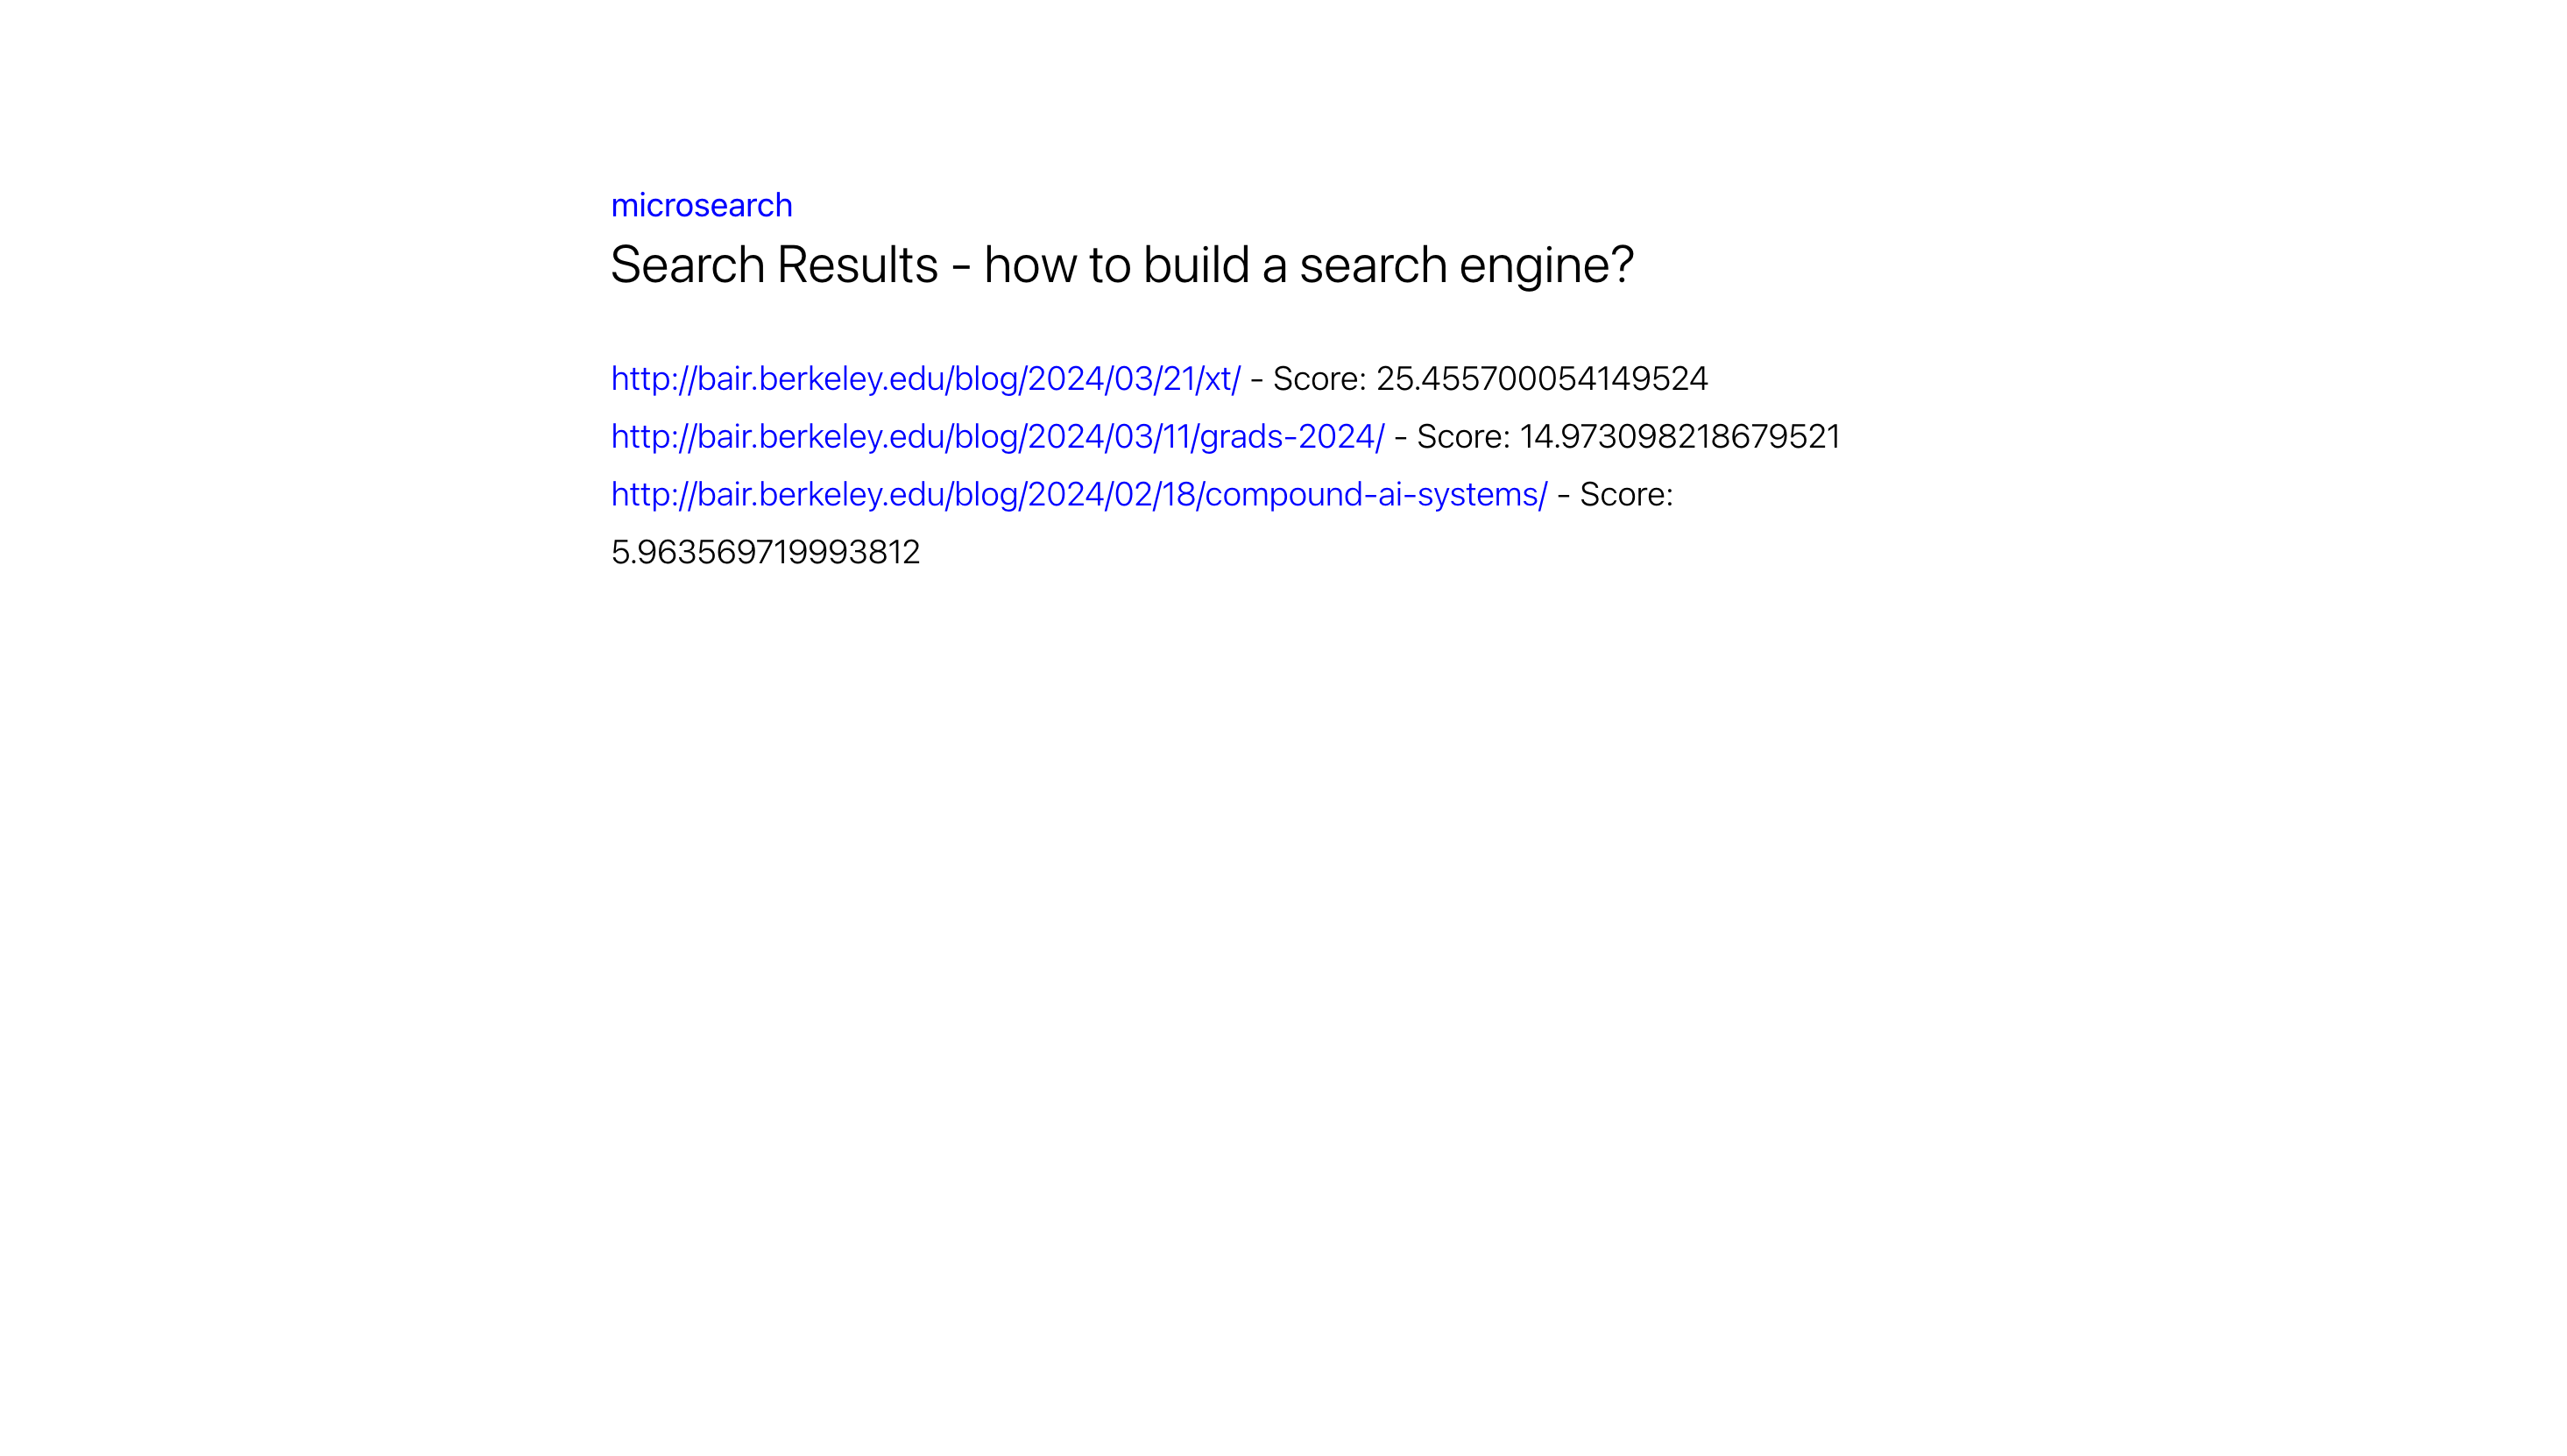 microsearch
Search Results - how to build a search engine?
http://bair.berkeley.edu/blog/2024/03/21/xt/ - Score: 25.455700054149524
http://bair.berkeley.edu/blog/2024/03/11/grads-2024/ - Score: 14.973098218679521
http://bair.berkeley.edu/blog/2024/02/18/compound-ai-systems/ - Score:
5.963569719993812